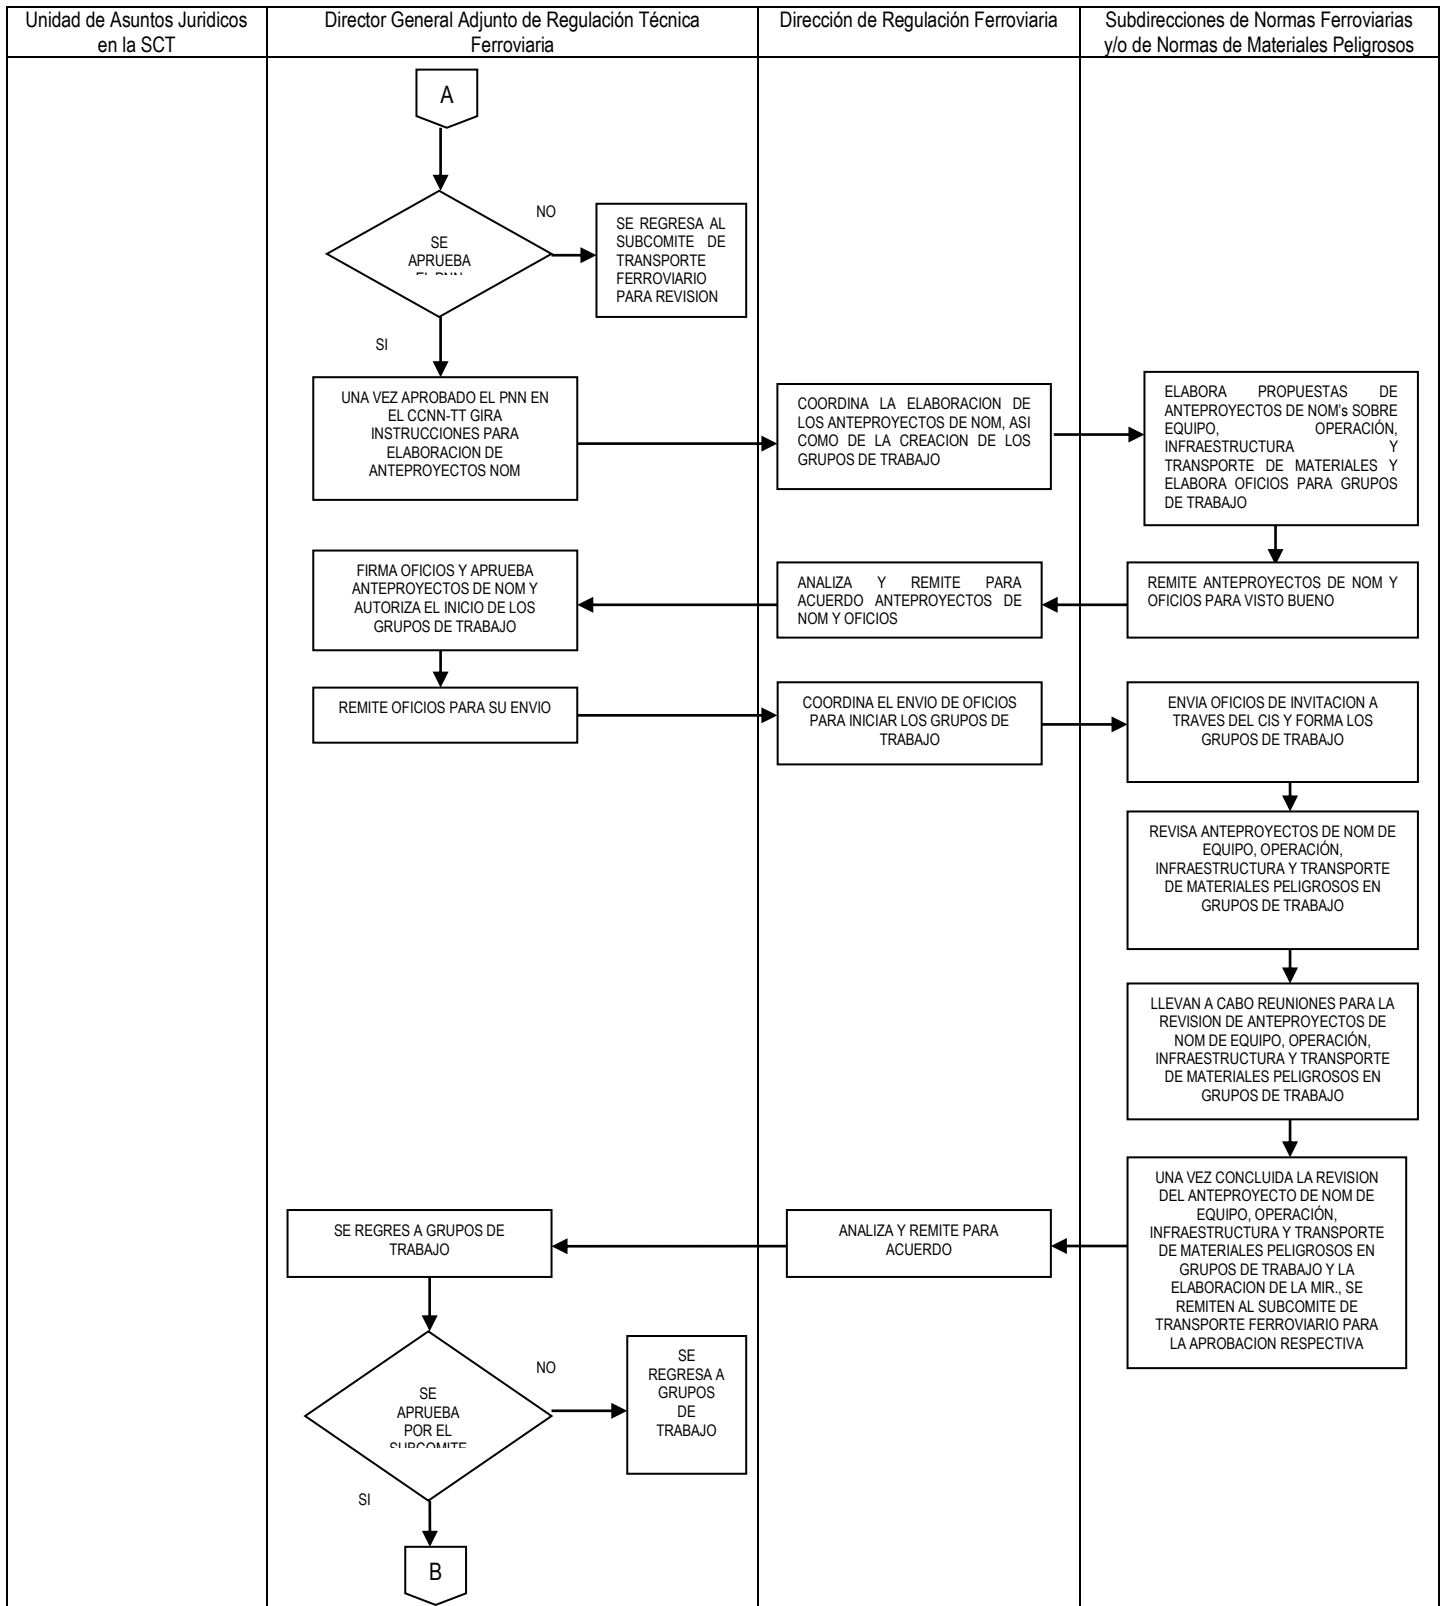 Unidad de Asuntos Juridicos
en la SCT
Director General Adjunto de Regulación Técnica
Ferroviaria
Dirección de Regulación Ferroviaria
Subdirecciones de Normas Ferroviarias
y/o de Normas de Materiales Peligrosos
A
SE
APRUEBA
EL PNN
NO
SE REGRESA AL
SUBCOMITE DE
TRANSPORTE
FERROVIARIO
PARA REVISION
SI
UNA VEZ APROBADO EL PNN EN
EL CCNN-TT GIRA
INSTRUCCIONES PARA
ELABORACION DE
ANTEPROYECTOS NOM
COORDINA LA ELABORACION DE
LOS ANTEPROYECTOS DE NOM, ASI
COMO DE LA CREACION DE LOS
GRUPOS DE TRABAJO
ELABORA PROPUESTAS DE
ANTEPROYECTOS DE NOM's SOBRE
EQUIPO, OPERACIÓN,
INFRAESTRUCTURA Y
TRANSPORTE DE MATERIALES Y
ELABORA OFICIOS PARA GRUPOS
DE TRABAJO
FIRMA OFICIOS Y APRUEBA
ANTEPROYECTOS DE NOM Y
AUTORIZA EL INICIO DE LOS
GRUPOS DE TRABAJO
ANALIZA Y REMITE PARA
ACUERDO ANTEPROYECTOS DE
NOM Y OFICIOS
REMITE ANTEPROYECTOS DE NOM Y
OFICIOS PARA VISTO BUENO
REMITE OFICIOS PARA SU ENVIO
COORDINA EL ENVIO DE OFICIOS
PARA INICIAR LOS GRUPOS DE
TRABAJO
ENVIA OFICIOS DE INVITACION A
TRAVES DEL CIS Y FORMA LOS
GRUPOS DE TRABAJO
REVISA ANTEPROYECTOS DE NOM DE
EQUIPO, OPERACIÓN,
INFRAESTRUCTURA Y TRANSPORTE
DE MATERIALES PELIGROSOS EN
GRUPOS DE TRABAJO
LLEVAN A CABO REUNIONES PARA LA
REVISION DE ANTEPROYECTOS DE
NOM DE EQUIPO, OPERACIÓN,
INFRAESTRUCTURA Y TRANSPORTE
DE MATERIALES PELIGROSOS EN
GRUPOS DE TRABAJO
UNA VEZ CONCLUIDA LA REVISION
DEL ANTEPROYECTO DE NOM DE
EQUIPO, OPERACIÓN,
INFRAESTRUCTURA Y TRANSPORTE
DE MATERIALES PELIGROSOS EN
GRUPOS DE TRABAJO Y LA
ELABORACION DE LA MIR., SE
REMITEN AL SUBCOMITE DE
TRANSPORTE FERROVIARIO PARA
LA APROBACION RESPECTIVA
ANALIZA Y REMITE PARA
ACUERDO
SE REGRES A GRUPOS DE
TRABAJO
SE
APRUEBA
POR EL
SUBCOMITE
NO
SE
REGRESA A
GRUPOS
DE
TRABAJO
SI
B